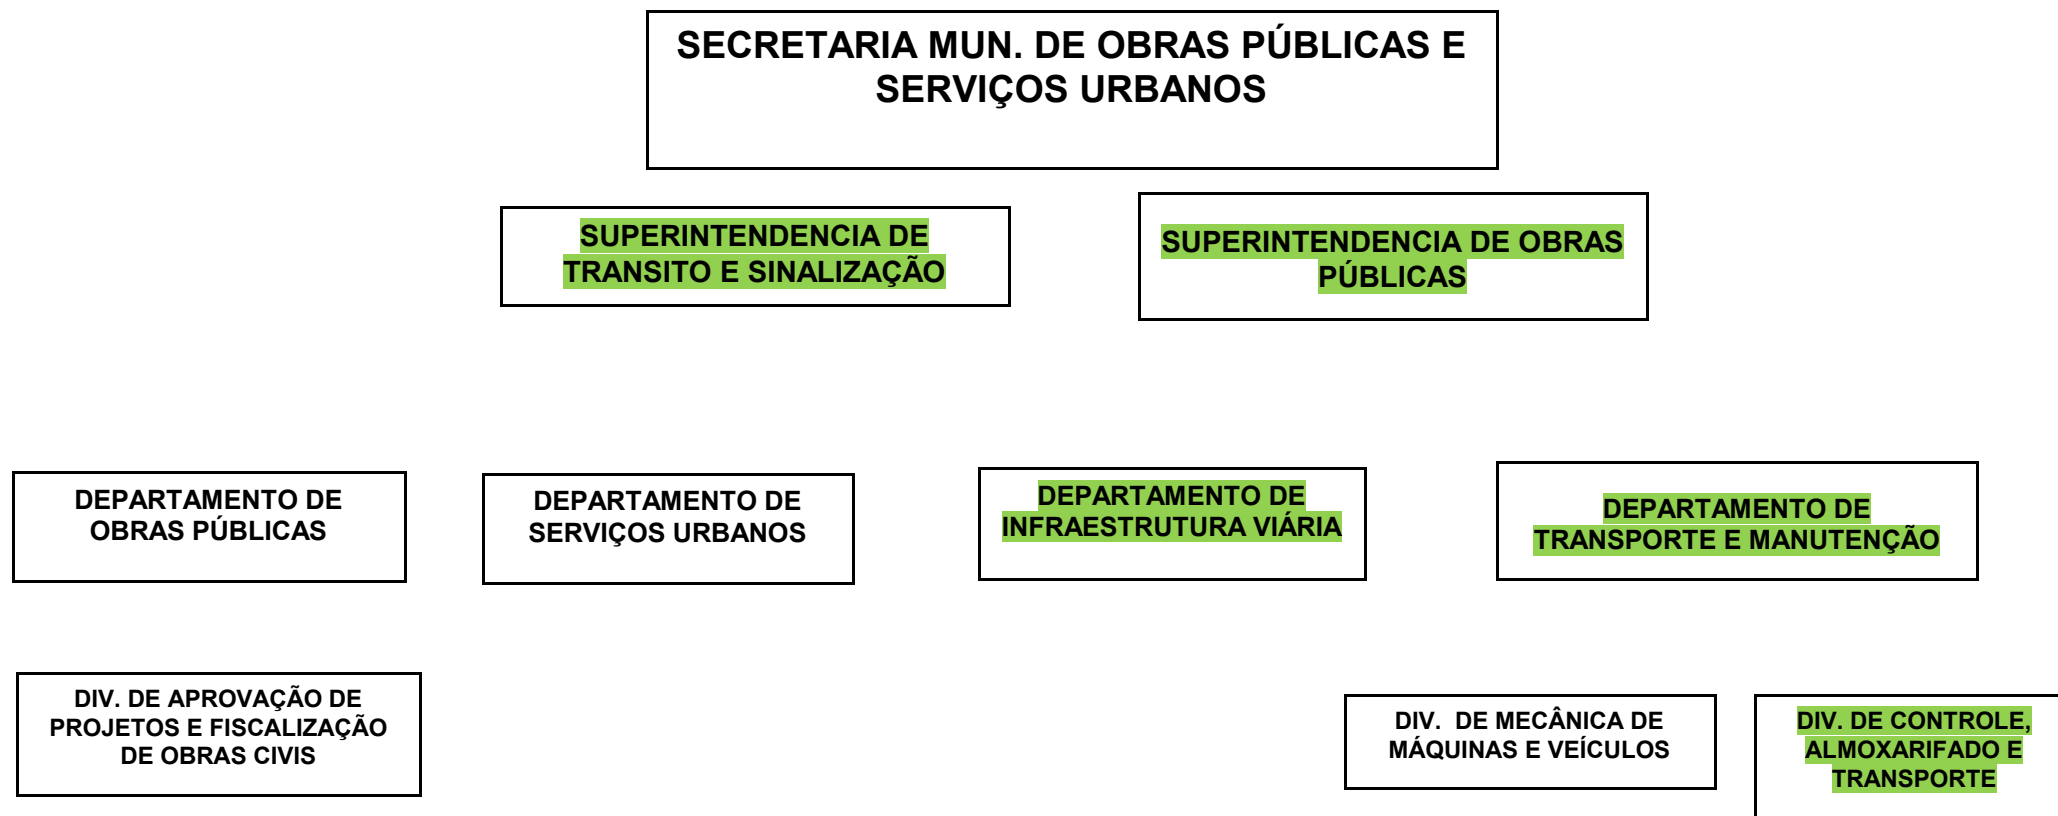 SECRETARIA MUN. DE OBRAS PÚBLICAS E
SERVIÇOS URBANOS
SUPERINTENDENCIA DE
TRANSITO E SINALIZAÇÃO
SUPERINTENDENCIA DE OBRAS
PÚBLICAS
DEPARTAMENTO DE
OBRAS PÚBLICAS
DEPARTAMENTO DE
SERVIÇOS URBANOS
DEPARTAMENTO DE
INFRAESTRUTURA VIÁRIA
DEPARTAMENTO DE
TRANSPORTE E MANUTENÇÃO
DIV. DE APROVAÇÃO DE
PROJETOS E FISCALIZAÇÃO
DE OBRAS CIVIS
DIV. DE MECÂNICA DE
MÁQUINAS E VEÍCULOS
DIV. DE CONTROLE,
ALMOXARIFADO E
TRANSPORTE